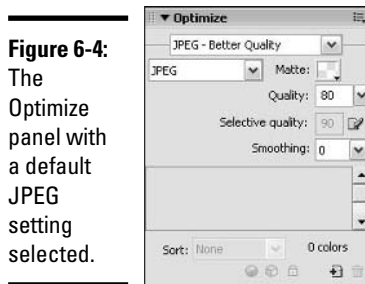 Figure 6-4:
The
Optimize
panel with
a default
JPEG
setting
selected.
Optimize
JPEG - Better Quality
JPEG Matte:
Quality: 80
Selective quality: 90
Smoothing: 0
Sort: None 0 colors